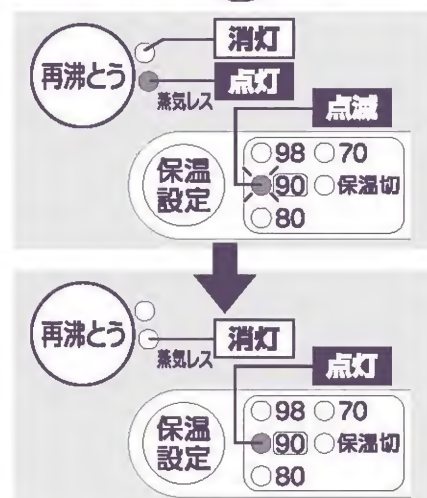 消灯
再沸とう
点灯
蒸気レス
点滅
保温設定
98 70
90 保温切
80
再沸とう
消灯
蒸気レス
点灯
保温設定
98 70
90 保温切
80